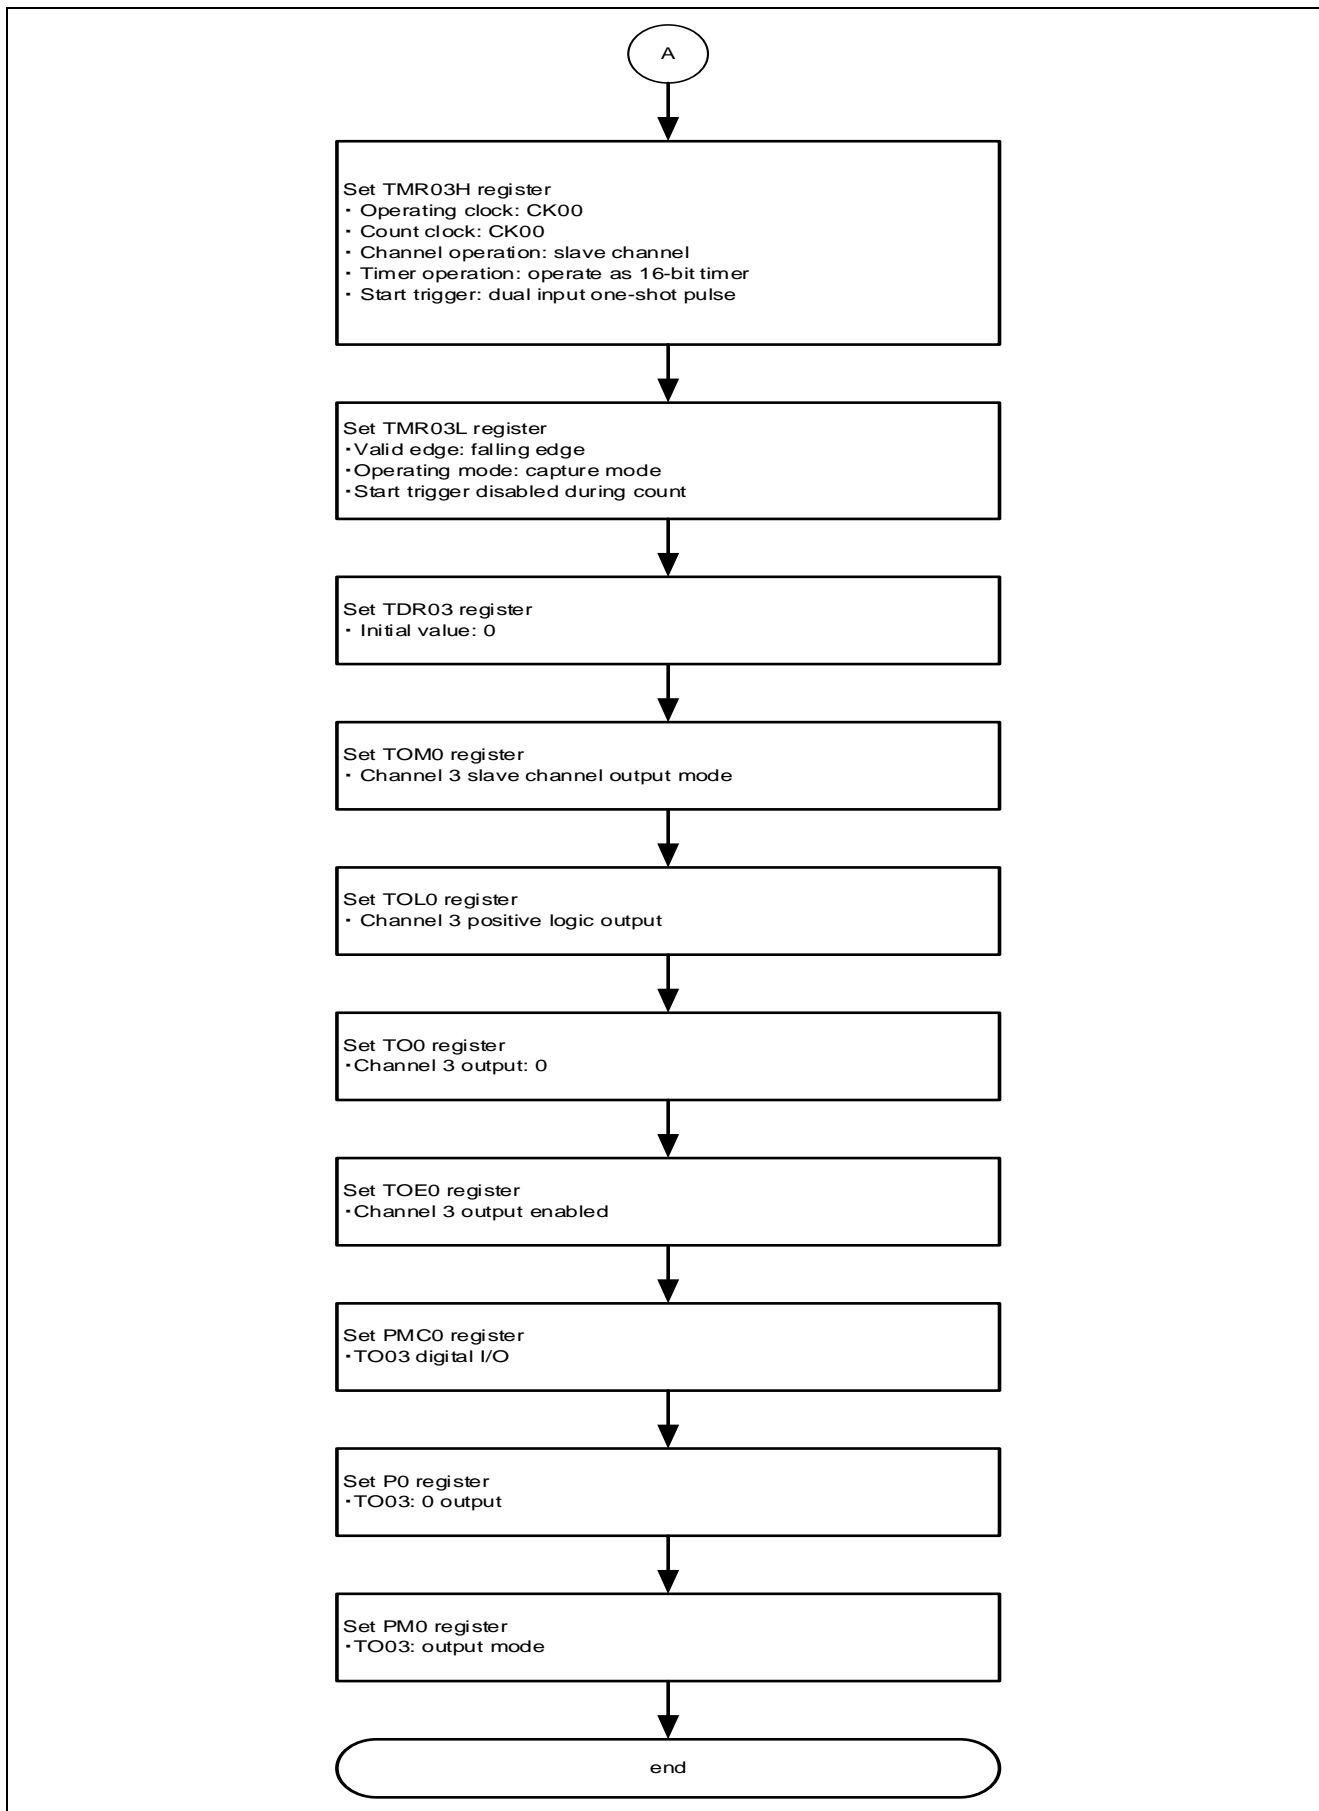 A
Set TMR03H register
・ Operating clock: CK00
・ Count clock: CK00
・ Channel operation: slave channel
・ Timer operation: operate as 16-bit timer
・ Start trigger: dual input one-shot pulse
Set TMR03L register
・Valid edge: falling edge
・Operating mode: capture mode
・Start trigger disabled during count
Set TDR03 register
・ Initial value: 0
Set TOM0 register
・ Channel 3 slave channel output mode
Set TOL0 register
・ Channel 3 positive logic output
Set TO0 register
・Channel 3 output: 0
Set TOE0 register
・Channel 3 output enabled
Set PMC0 register
・TO03 digital I/O
Set P0 register
・TO03: 0 output
Set PM0 register
・TO03: output mode
end